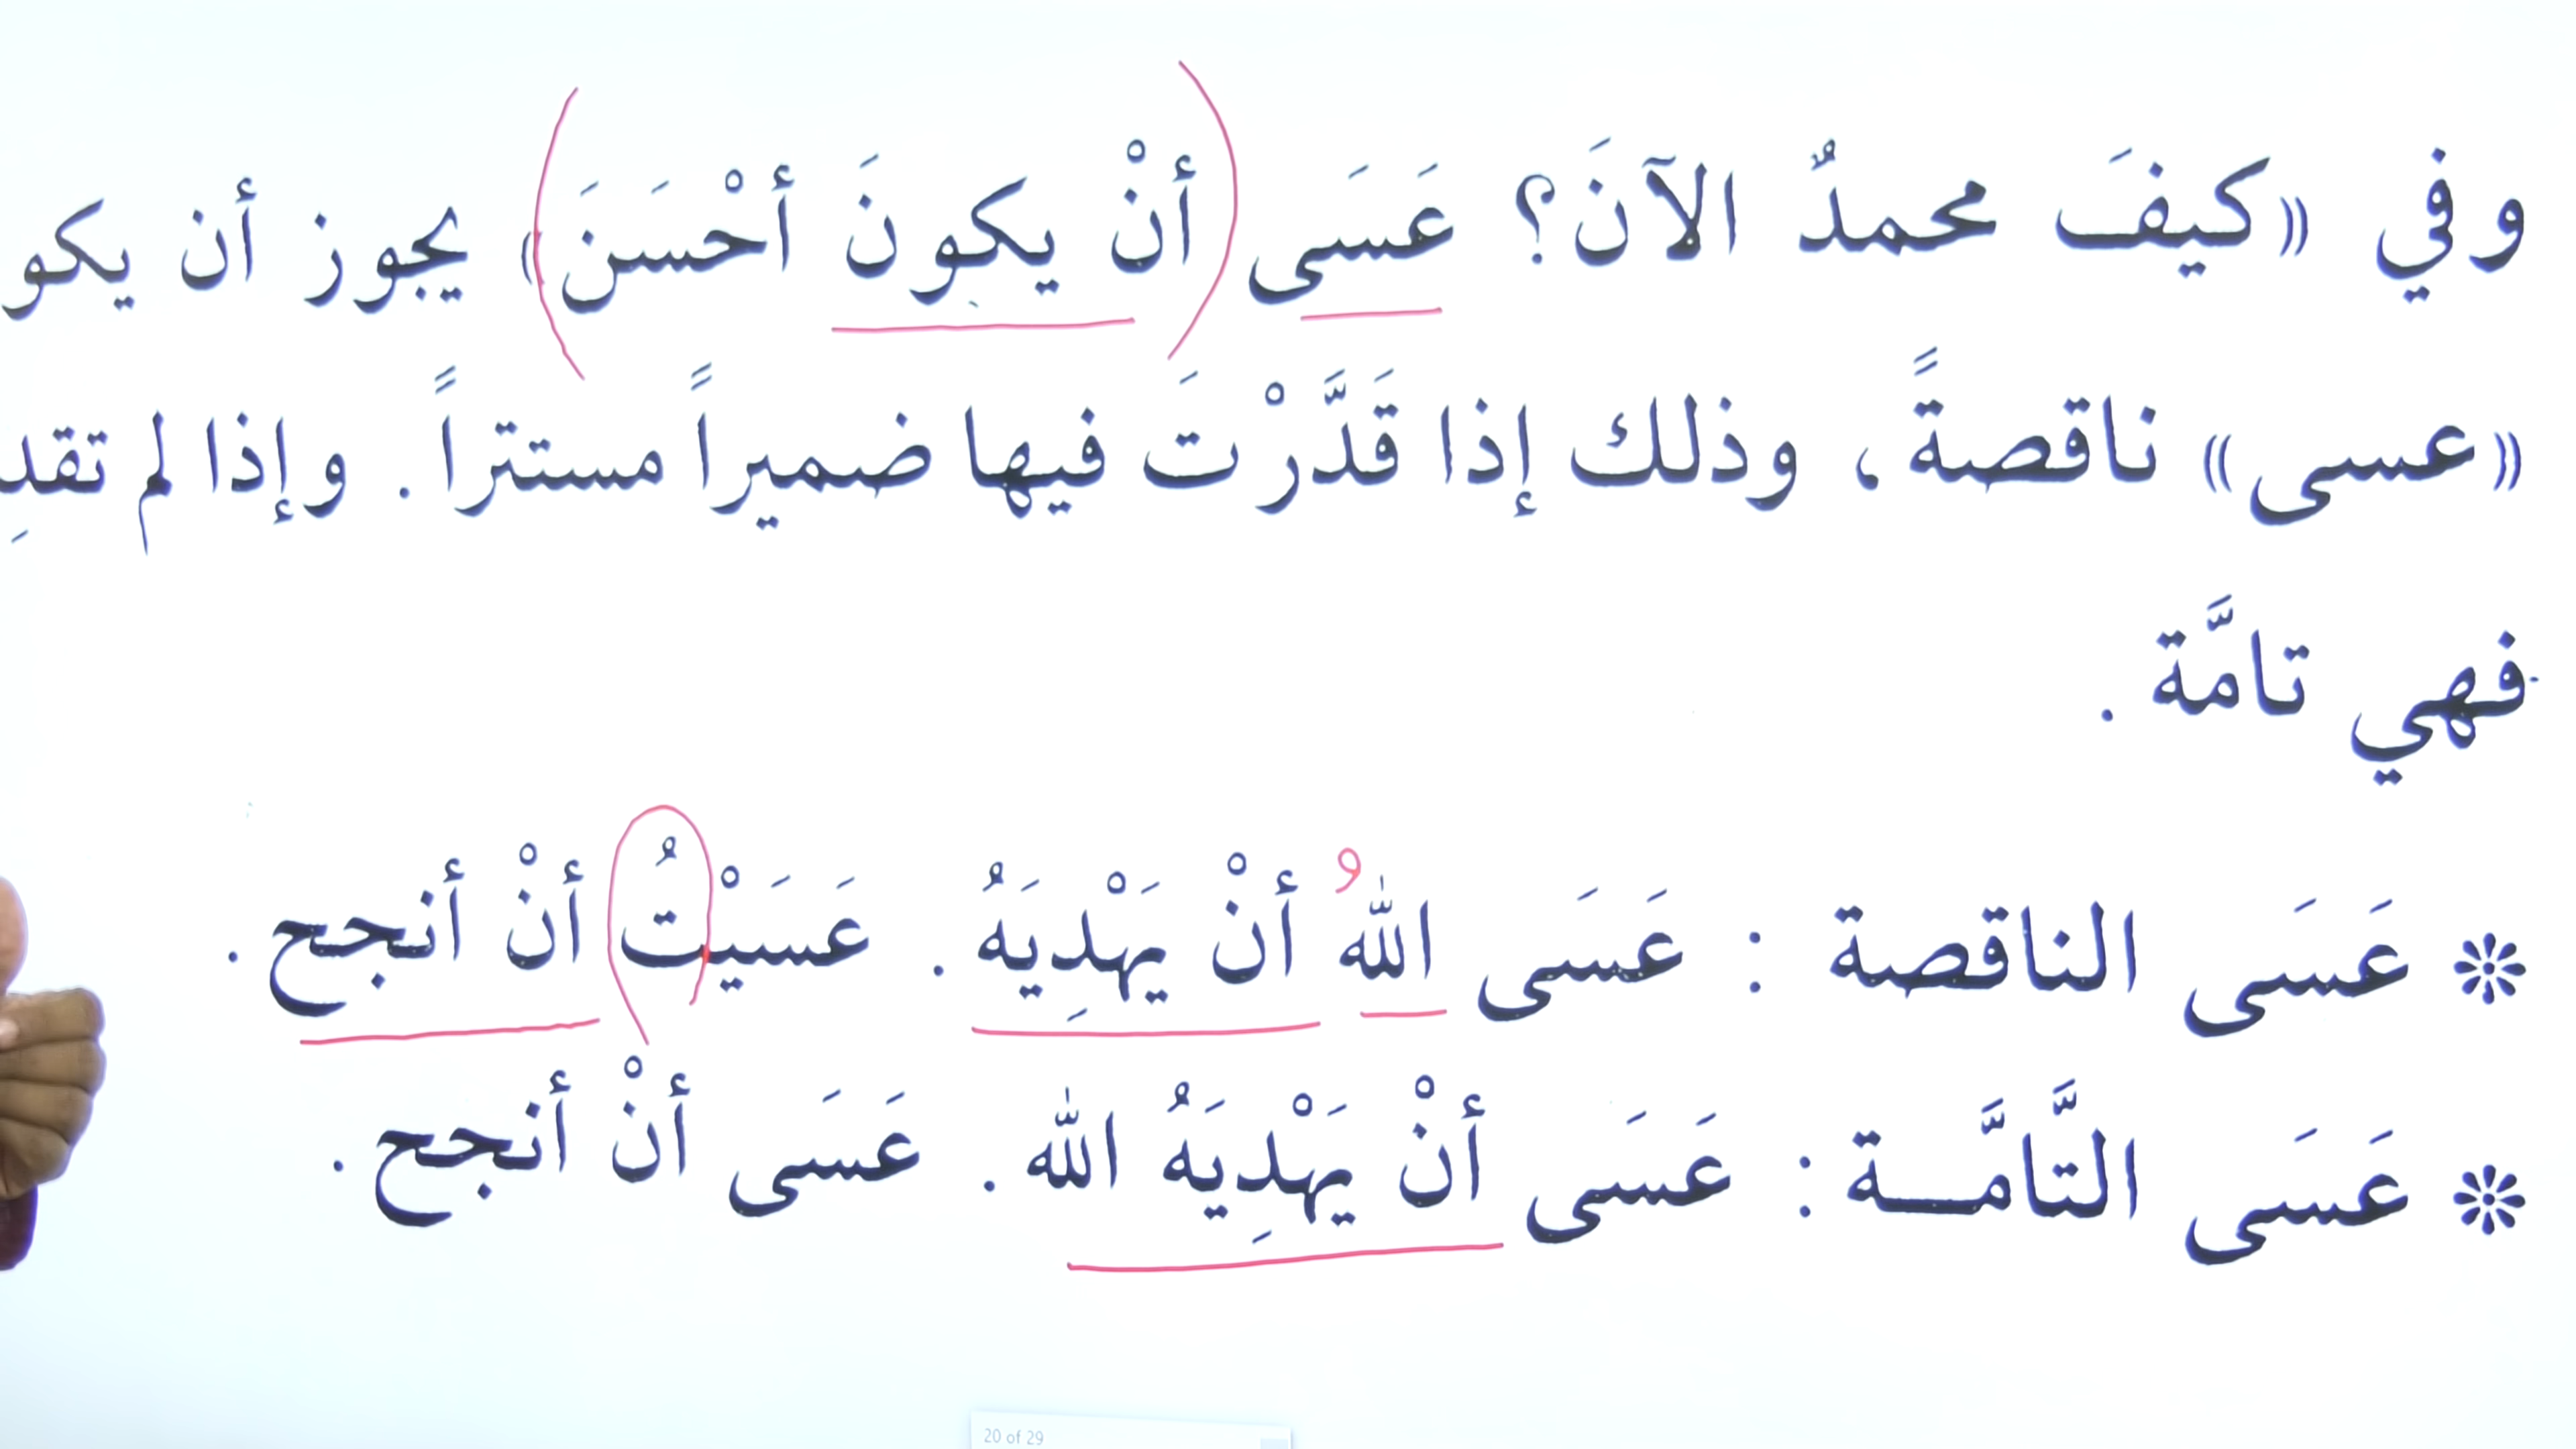 وفي «كيفَ محمدٌ الآنَ؟ عَسَى أنْ يكونَ أحْسَنَ» يجوز أن يكو
«عسى» ناقصةً، وذلك إذا قَدَّرْتَ فيها ضميراً مستتراً. وإذا لم تقدِ
فهي تامَّة.
* عَسَى الناقصة: عَسَى اللهُ أنْ يَهْدِيَهُ. عَسَيْتُ أنْ أنجح.
* عَسَى التَّامَّـة: عَسَى أنْ يَهْدِيَهُ الله. عَسَى أنْ أنجح.
20 of 29